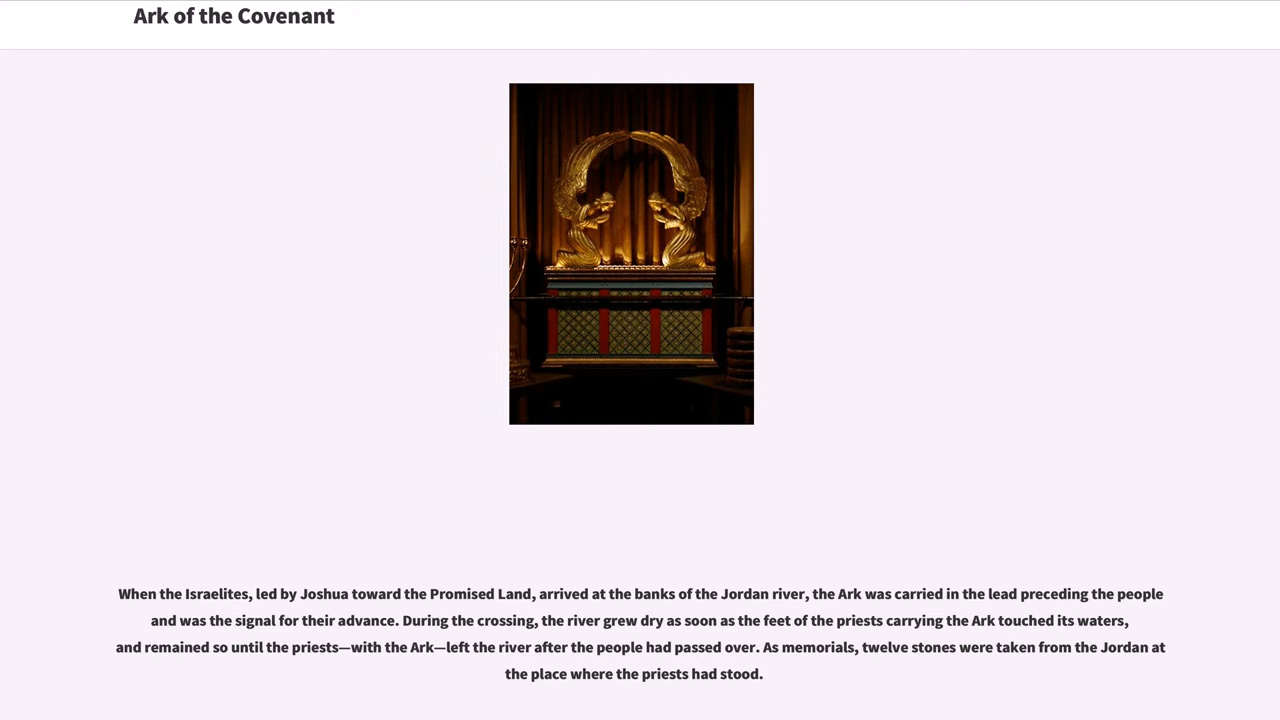 Ark of the Covenant
When the Israelites, led by Joshua toward the Promised Land, arrived at the banks of the Jordan river, the Ark was carried in the lead preceding the people
and was the signal for their advance. During the crossing, the river grew dry as soon as the feet of the priests carrying the Ark touched its waters,
and remained so until the priests—with the Ark—left the river after the people had passed over. As memorials, twelve stones were taken from the Jordan at
the place where the priests had stood.